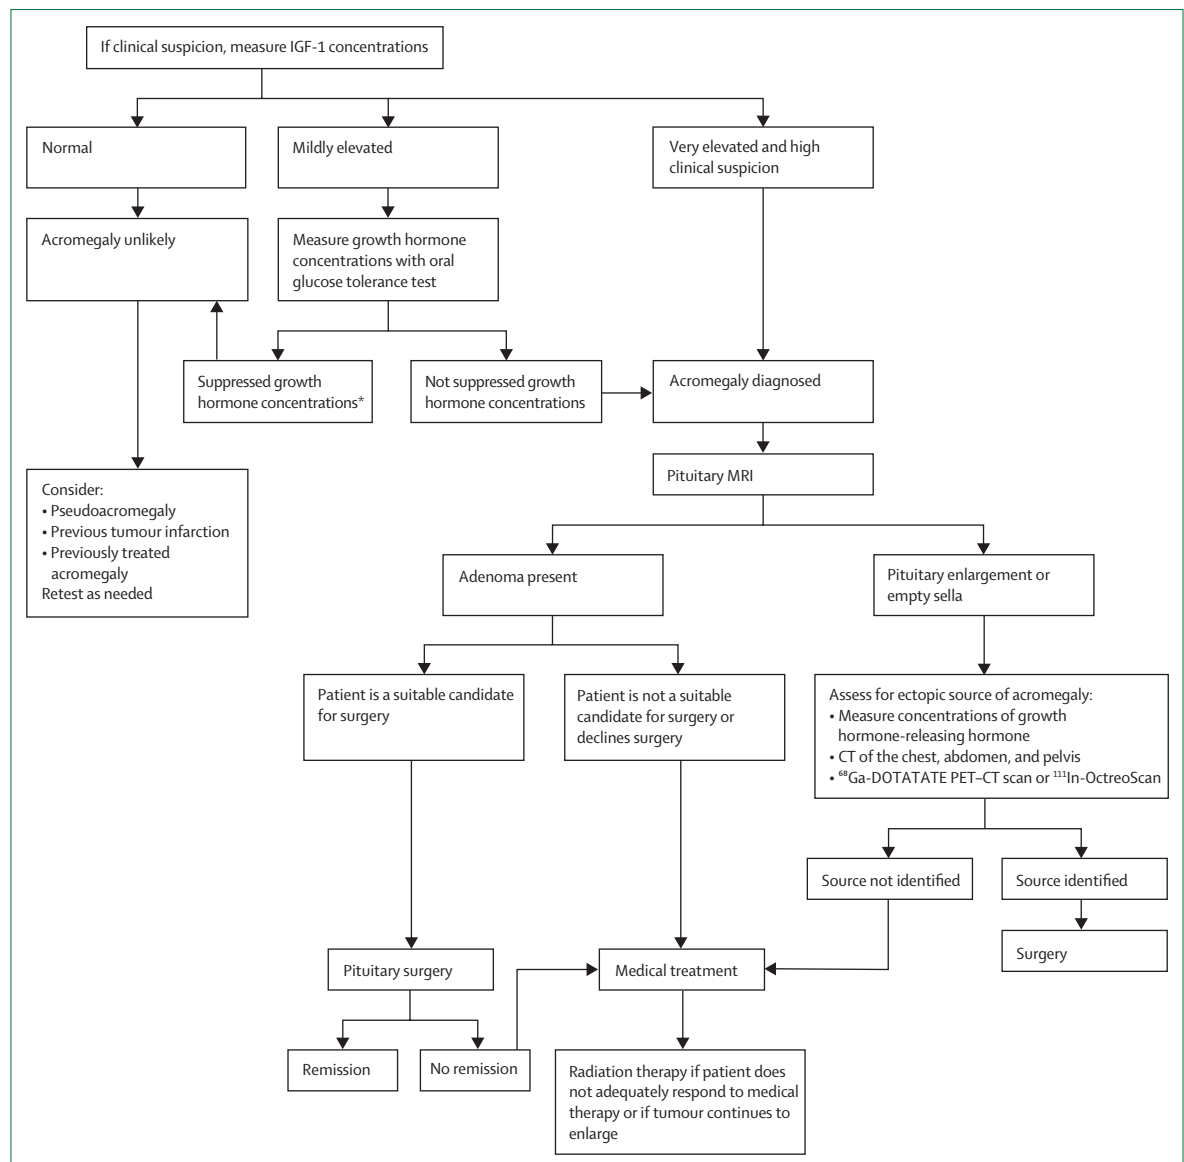 If clinical suspicion, measure IGF-1 concentrations
Normal
Mildly elevated
Very elevated and high
clinical suspicion
Acromegaly unlikely
Measure growth hormone
concentrations with oral
glucose tolerance test
Suppressed growth
hormone concentrations*
Not suppressed growth
hormone concentrations
Acromegaly diagnosed
Pituitary MRI
Consider:
• Pseudoacromegaly
• Previous tumour infarction
• Previously treated
acromegaly
Retest as needed
Adenoma present
Pituitary enlargement or
empty sella
Patient is a suitable candidate
for surgery
Patient is not a suitable
candidate for surgery or
declines surgery
Assess for ectopic source of acromegaly:
• Measure concentrations of growth
hormone-releasing hormone
• CT of the chest, abdomen, and pelvis
• ⁶⁸Ga-DOTATATE PET–CT scan or ¹¹¹In-OctreoScan
Source not identified
Source identified
Surgery
Pituitary surgery
Medical treatment
Remission
No remission
Radiation therapy if patient does
not adequately respond to medical
therapy or if tumour continues to
enlarge